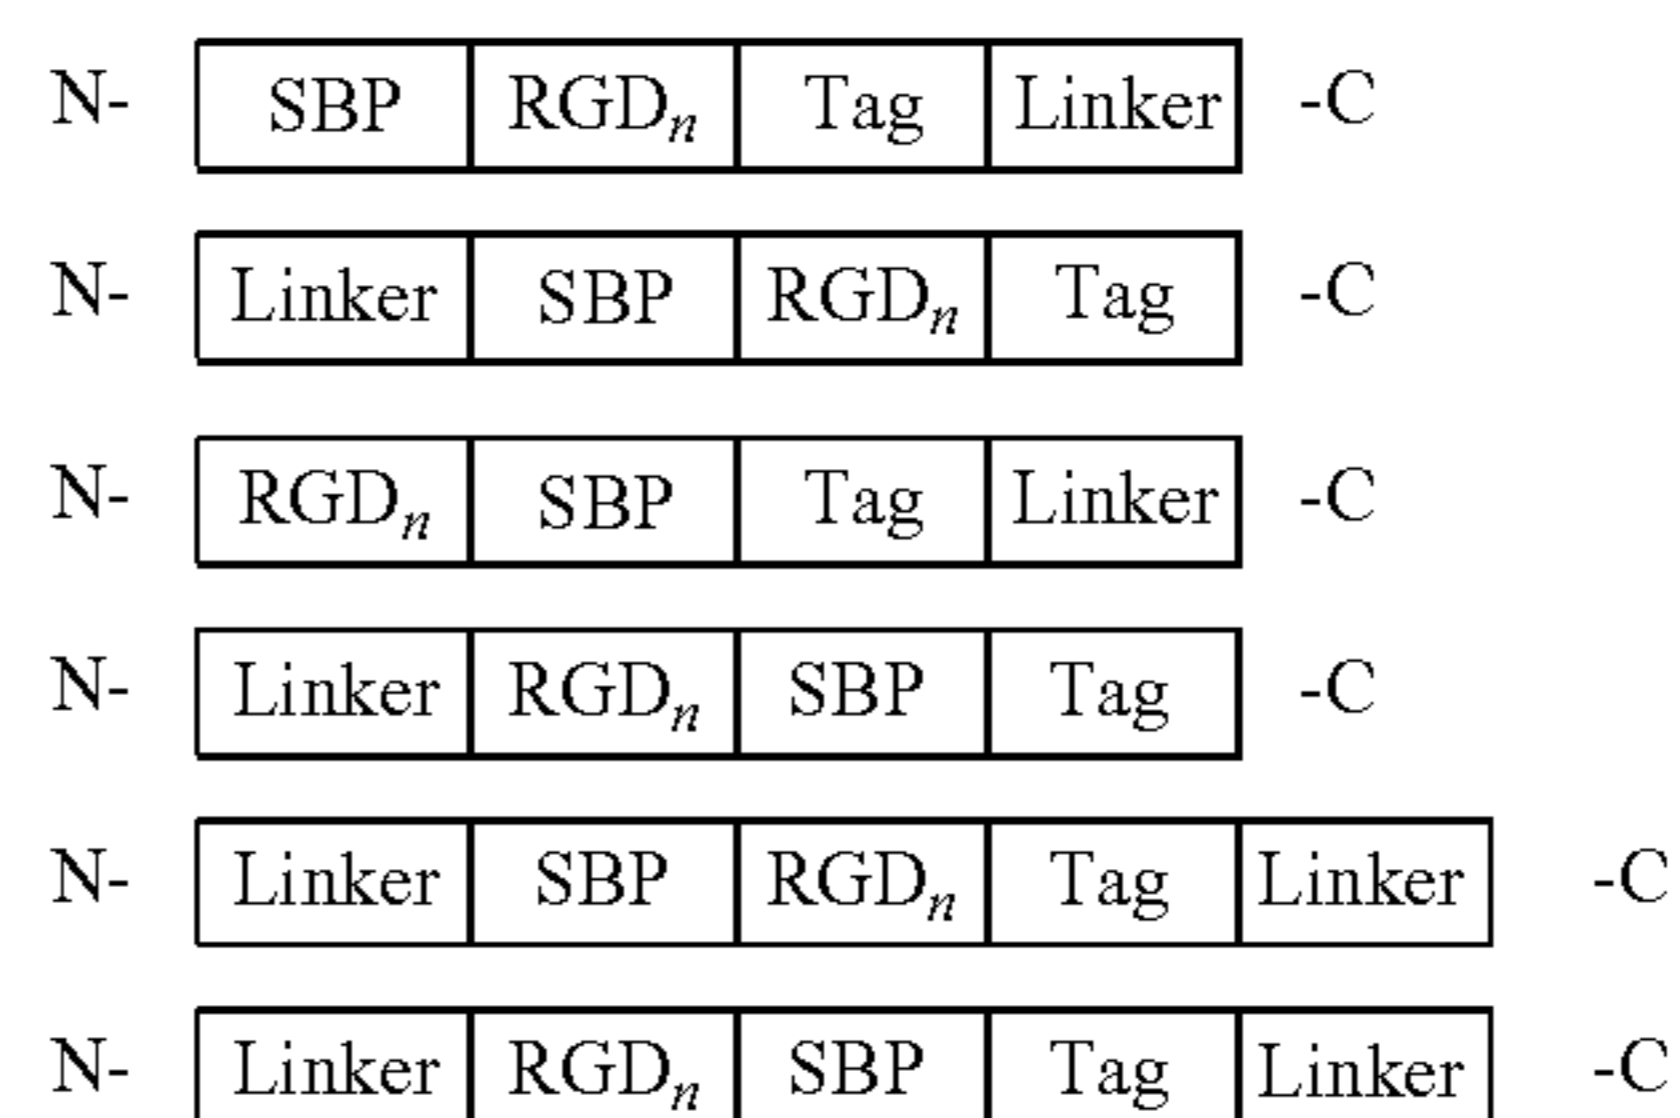 N- SBP RGDn Tag Linker -C
N- Linker SBP RGDn Tag -C
N- RGDn SBP Tag Linker -C
N- Linker RGDn SBP Tag -C
N- Linker SBP RGDn Tag Linker -C
N- Linker RGDn SBP Tag Linker -C